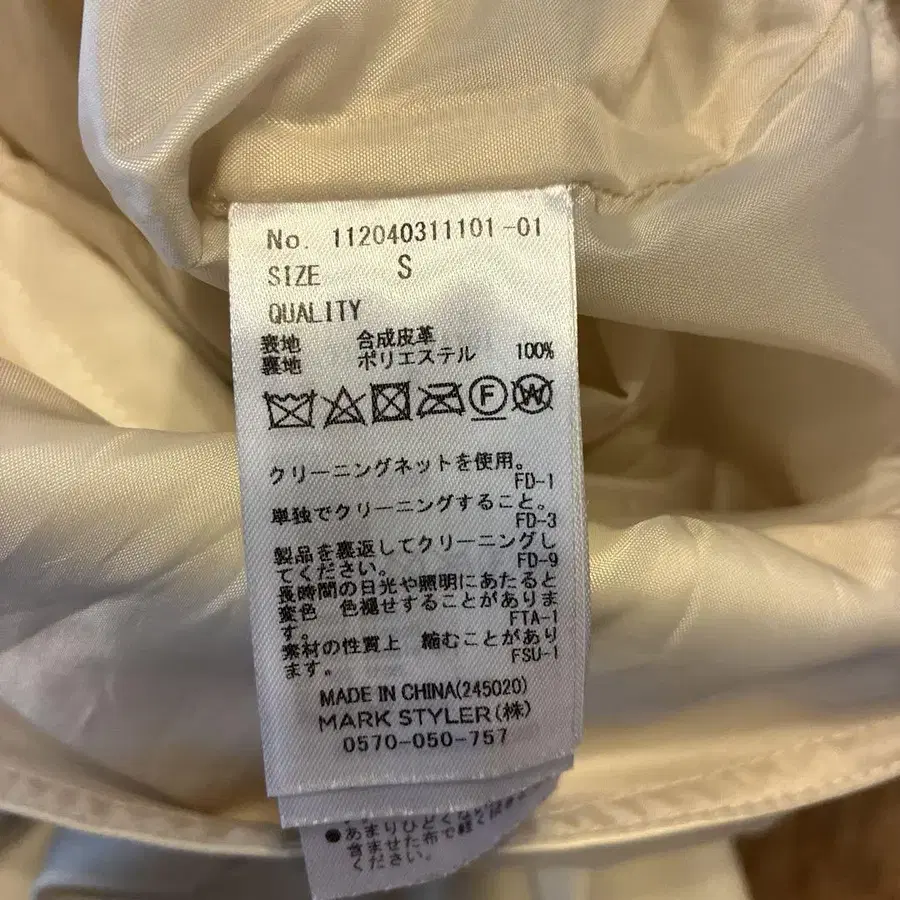 No. 112040311101-01
SIZE S
QUALITY
表地 合成皮革
裏地 ポリエステル 100%
F W
クリーニングネットを使用。
FD-1
単独でクリーニングすること。
FD-3
製品を裏返してクリーニングし
てください。
FD-9
長時間の日光や照明にあたると
変色 色褪せすることがありま
す。
FTA-1
素材の性質上 縮むことがあり
ます。
FSU-1
MADE IN CHINA(245020)
MARK STYLER(株)
0570-050-757
●あまりひどく
含ませた布で軽く
ください。